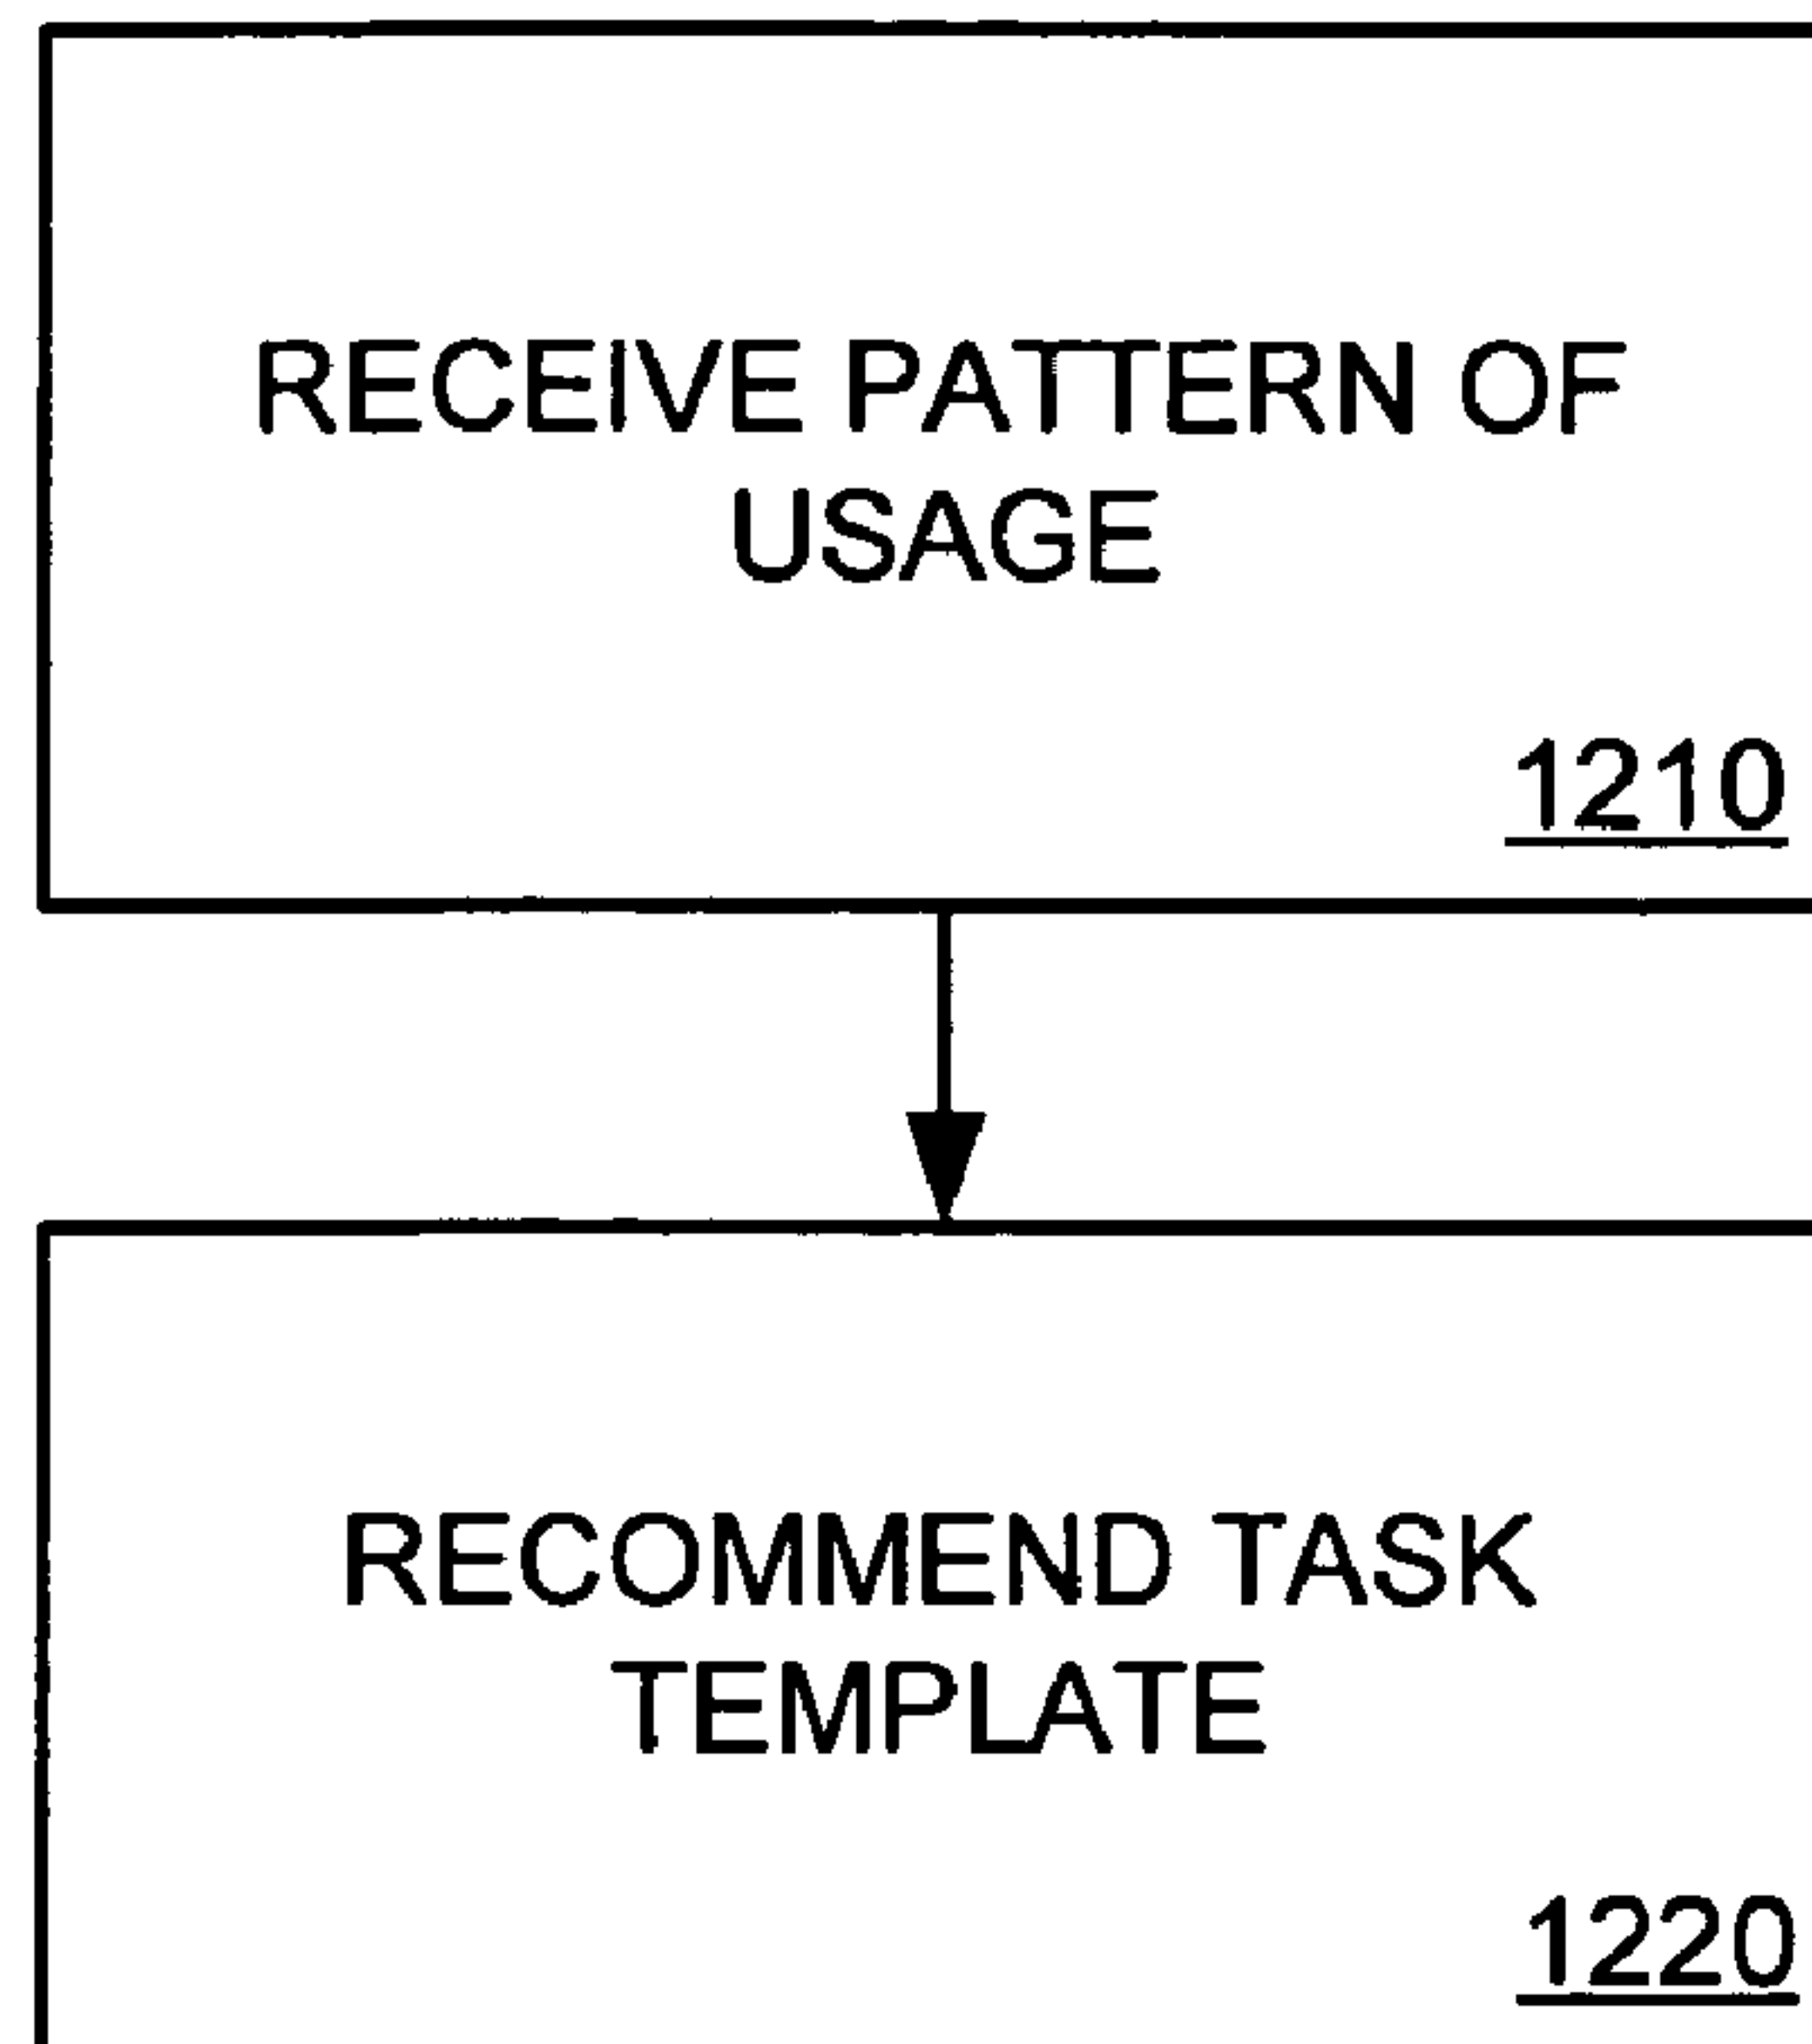 RECEIVE PATTERN OF
USAGE
1210
RECOMMEND TASK
TEMPLATE
1220